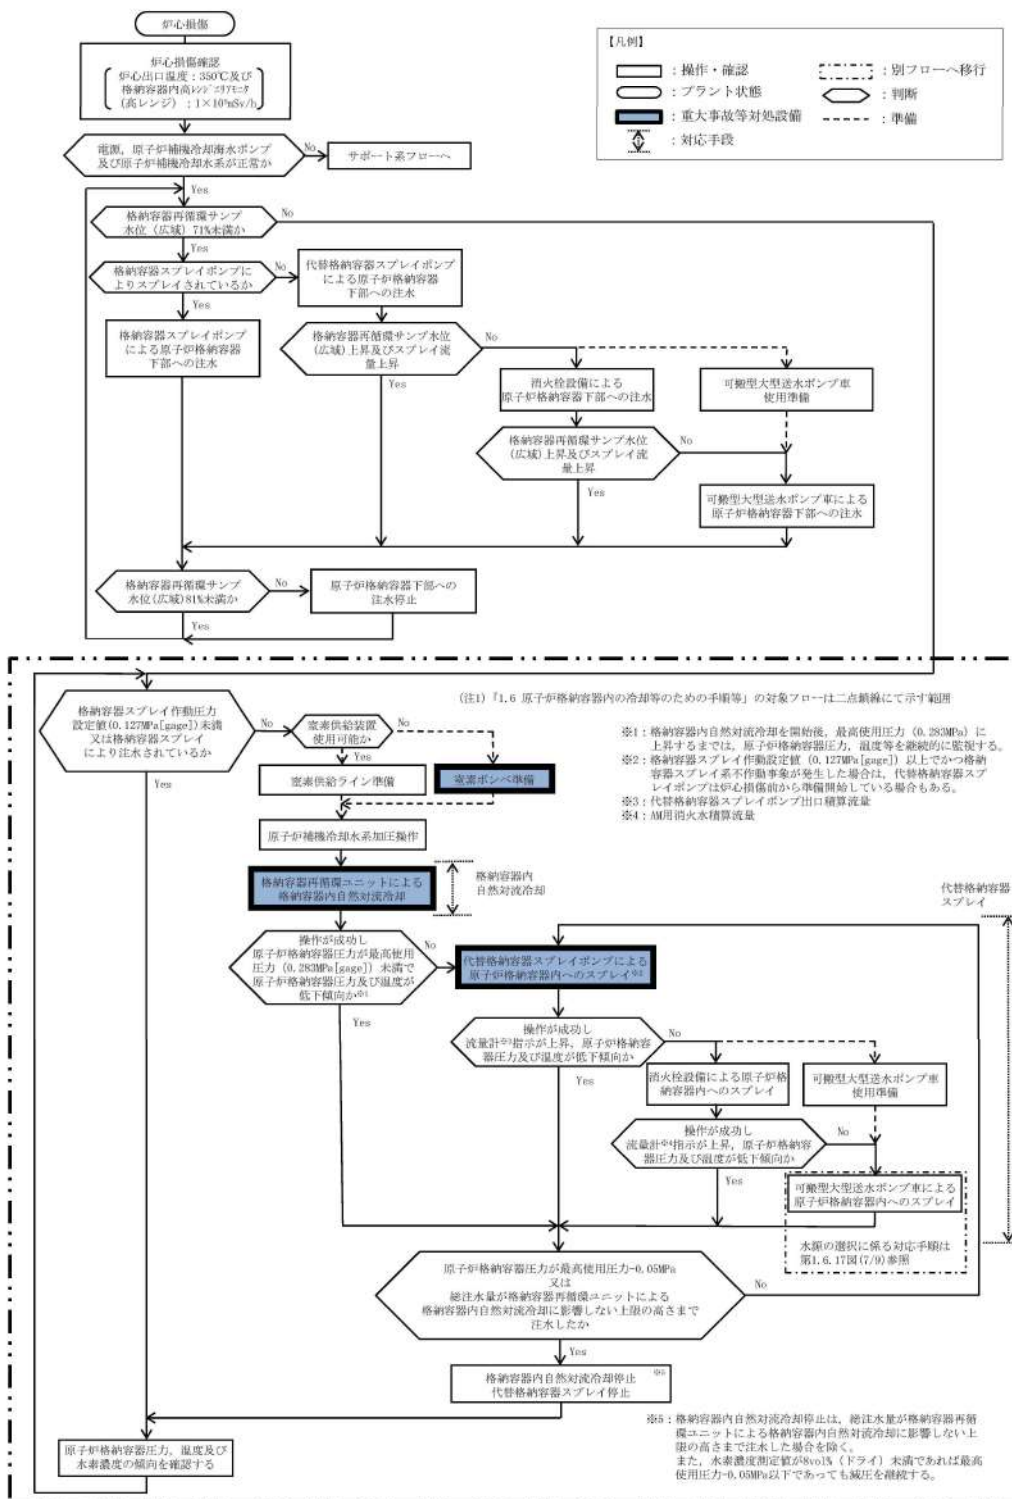 炉心損傷
炉心損傷確認
炉心出口温度：350℃及び
格納容器内高ﾚﾝｼﾞｴﾘｱﾓﾆﾀ
(高レンジ)：1×10⁵mSv/h
電源，原子炉補機冷却海水ポンプ
及び原子炉補機冷却水系が正常か
No
サポート系フローへ
Yes
格納容器再循環サンプ
水位（広域）71%未満か
No
Yes
格納容器スプレイポンプに
よりスプレイされているか
No
代替格納容器スプレイポンプ
による原子炉格納容器
下部への注水
Yes
格納容器スプレイポンプ
による原子炉格納容器
下部への注水
格納容器再循環サンプ水位
(広域)上昇及びスプレイ流
量上昇
No
Yes
消火栓設備による
原子炉格納容器下部への注水
可搬型大型送水ポンプ車
使用準備
格納容器再循環サンプ水位
(広域)上昇及びスプレイ流
量上昇
No
Yes
可搬型大型送水ポンプ車による
原子炉格納容器下部への注水
格納容器再循環サンプ
水位(広域)81%未満か
No
原子炉格納容器下部への
注水停止
Yes
【凡例】
：操作・確認
：別フローへ移行
：プラント状態
：判断
：重大事故等対処設備
：準備
：対応手段
(注1)「1.6 原子炉格納容器内の冷却等のための手順等」の対象フローは二点鎖線にて示す範囲
格納容器スプレイ作動圧力
設定値(0.127MPa[gage])未満
又は格納容器スプレイ
により注水されているか
No
Yes
窒素供給装置
使用可能か
No
Yes
窒素供給ライン準備
窒素ボンベ準備
原子炉補機冷却水系加圧操作
格納容器再循環ユニットによる
格納容器内自然対流冷却
格納容器内
自然対流冷却
※1：格納容器内自然対流冷却を開始後，最高使用圧力（0.283MPa）に
上昇するまでは，原子炉格納容器圧力，温度等を継続的に監視する。
※2：格納容器スプレイ作動設定値（0.127MPa[gage]）以上でかつ格納
容器スプレイ系不作動事象が発生した場合は，代替格納容器スプ
レイポンプは炉心損傷前から準備開始している場合もある。
※3：代替格納容器スプレイポンプ出口積算流量
※4：AM用消火水積算流量
代替格納容器
スプレイ
操作が成功し
原子炉格納容器圧力が最高使用
圧力（0.283MPa[gage]）未満で
原子炉格納容器圧力及び温度が
低下傾向か※1
No
Yes
代替格納容器スプレイポンプによる
原子炉格納容器内へのスプレイ※2
操作が成功し
流量計※3指示が上昇，原子炉格納容
器圧力及び温度が低下傾向か
No
Yes
消火栓設備による原子炉格
納容器内へのスプレイ
可搬型大型送水ポンプ車
使用準備
操作が成功し
流量計※4指示が上昇，原子炉格納容
器圧力及び温度が低下傾向か
No
Yes
可搬型大型送水ポンプ車による
原子炉格納容器内へのスプレイ
水源の選択に係る対応手順は
第1.6.17図(7/9)参照
原子炉格納容器圧力が最高使用圧力-0.05MPa
又は
総注水量が格納容器再循環ユニットによる
格納容器内自然対流冷却に影響しない上限の高さまで
注水したか
No
Yes
格納容器内自然対流冷却停止※5
代替格納容器スプレイ停止
原子炉格納容器圧力，温度及び
水素濃度の傾向を確認する
※5：格納容器内自然対流冷却停止は，総注水量が格納容器再循
環ユニットによる格納容器内自然対流冷却に影響しない上
限の高さまで注水した場合を除く。
また，水素濃度測定値が8vol%（ドライ）未満であれば最高
使用圧力-0.05MPa以下であっても減圧を継続する。